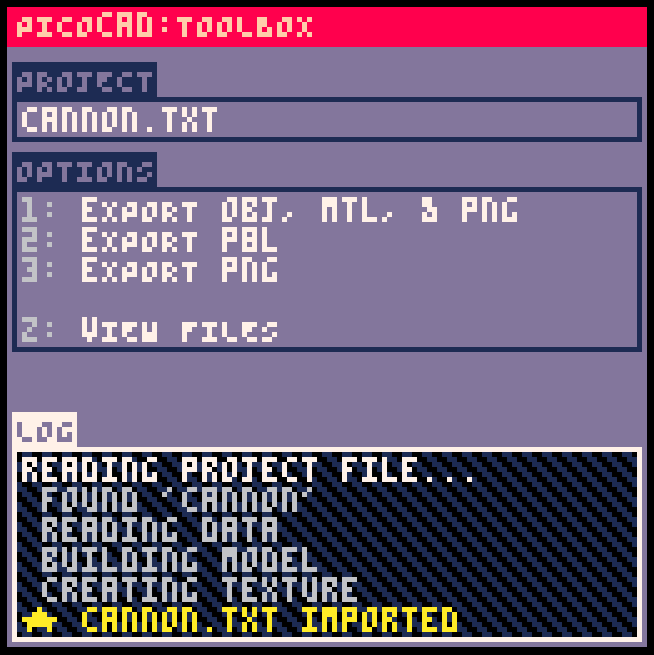 picoCAD:toolbox
PROJECT
CANNON.TXT
OPTIONS
1: Export OBJ, MTL, & PNG
2: Export PBL
3: Export PNG
Z: View files
LOG
READING PROJECT FILE...
FOUND 'CANNON'
READING DATA
BUILDING MODEL
CREATING TEXTURE
CANNON.TXT IMPORTED